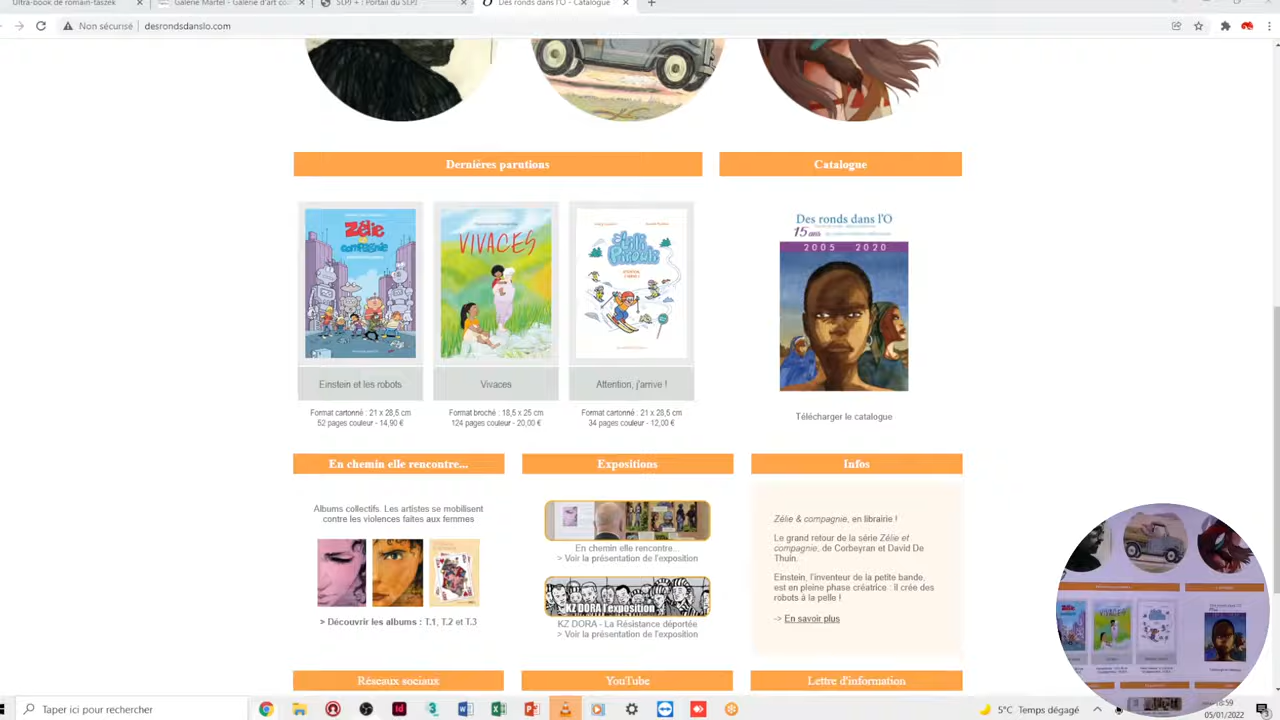 Ultra-book de romain-taszek
Galerie Martel - Galerie d'art co
SLPJ + : Portail du SLPJ
Des ronds dans l'O - Catalogue
Non sécurisé
desrondsdanslo.com
Dernières parutions
Catalogue
Zélie
compagnie
VIVACES
Des ronds dans l'O
15 ans
2005 2020
Einstein et les robots
Vivaces
Attention, j'arrive !
Format cartonné : 21 x 28,5 cm
52 pages couleur - 14,90 €
Format broché : 18,5 x 25 cm
124 pages couleur - 20,00 €
Format cartonné : 21 x 28,5 cm
34 pages couleur - 12,00 €
Télécharger le catalogue
En chemin elle rencontre...
Expositions
Infos
Albums collectifs. Les artistes se mobilisent
contre les violences faites aux femmes
> Découvrir les albums : T.1, T.2 et T.3
En chemin elle rencontre...
> Voir la présentation de l'exposition
KZ DORA l'exposition
KZ DORA - La Résistance déportée
> Voir la présentation de l'exposition
Zélie & compagnie, en librairie !
Le grand retour de la série Zélie et
compagnie, de Corbeyran et David De
Thuin.
Einstein, l'inventeur de la petite bande,
est en pleine phase créatrice : il crée des
robots à la pelle !
-> En savoir plus
Réseaux sociaux
YouTube
Lettre d'information
Taper ici pour rechercher
5°C Temps dégagé
18:59
05/01/2022